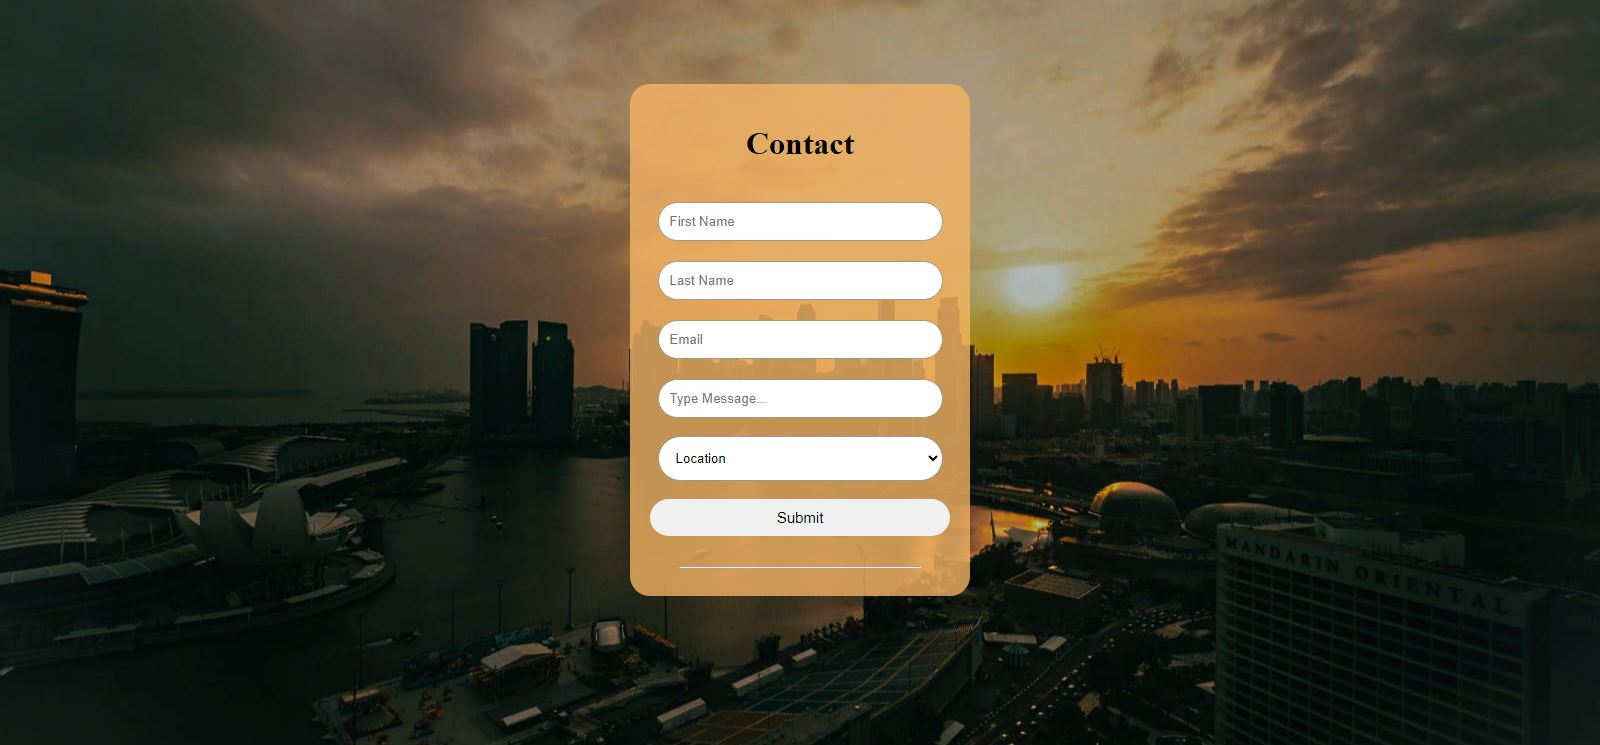 Contact
First Name
Last Name
Email
Type Message...
Location
Submit
MANDARIN ORIENTAL